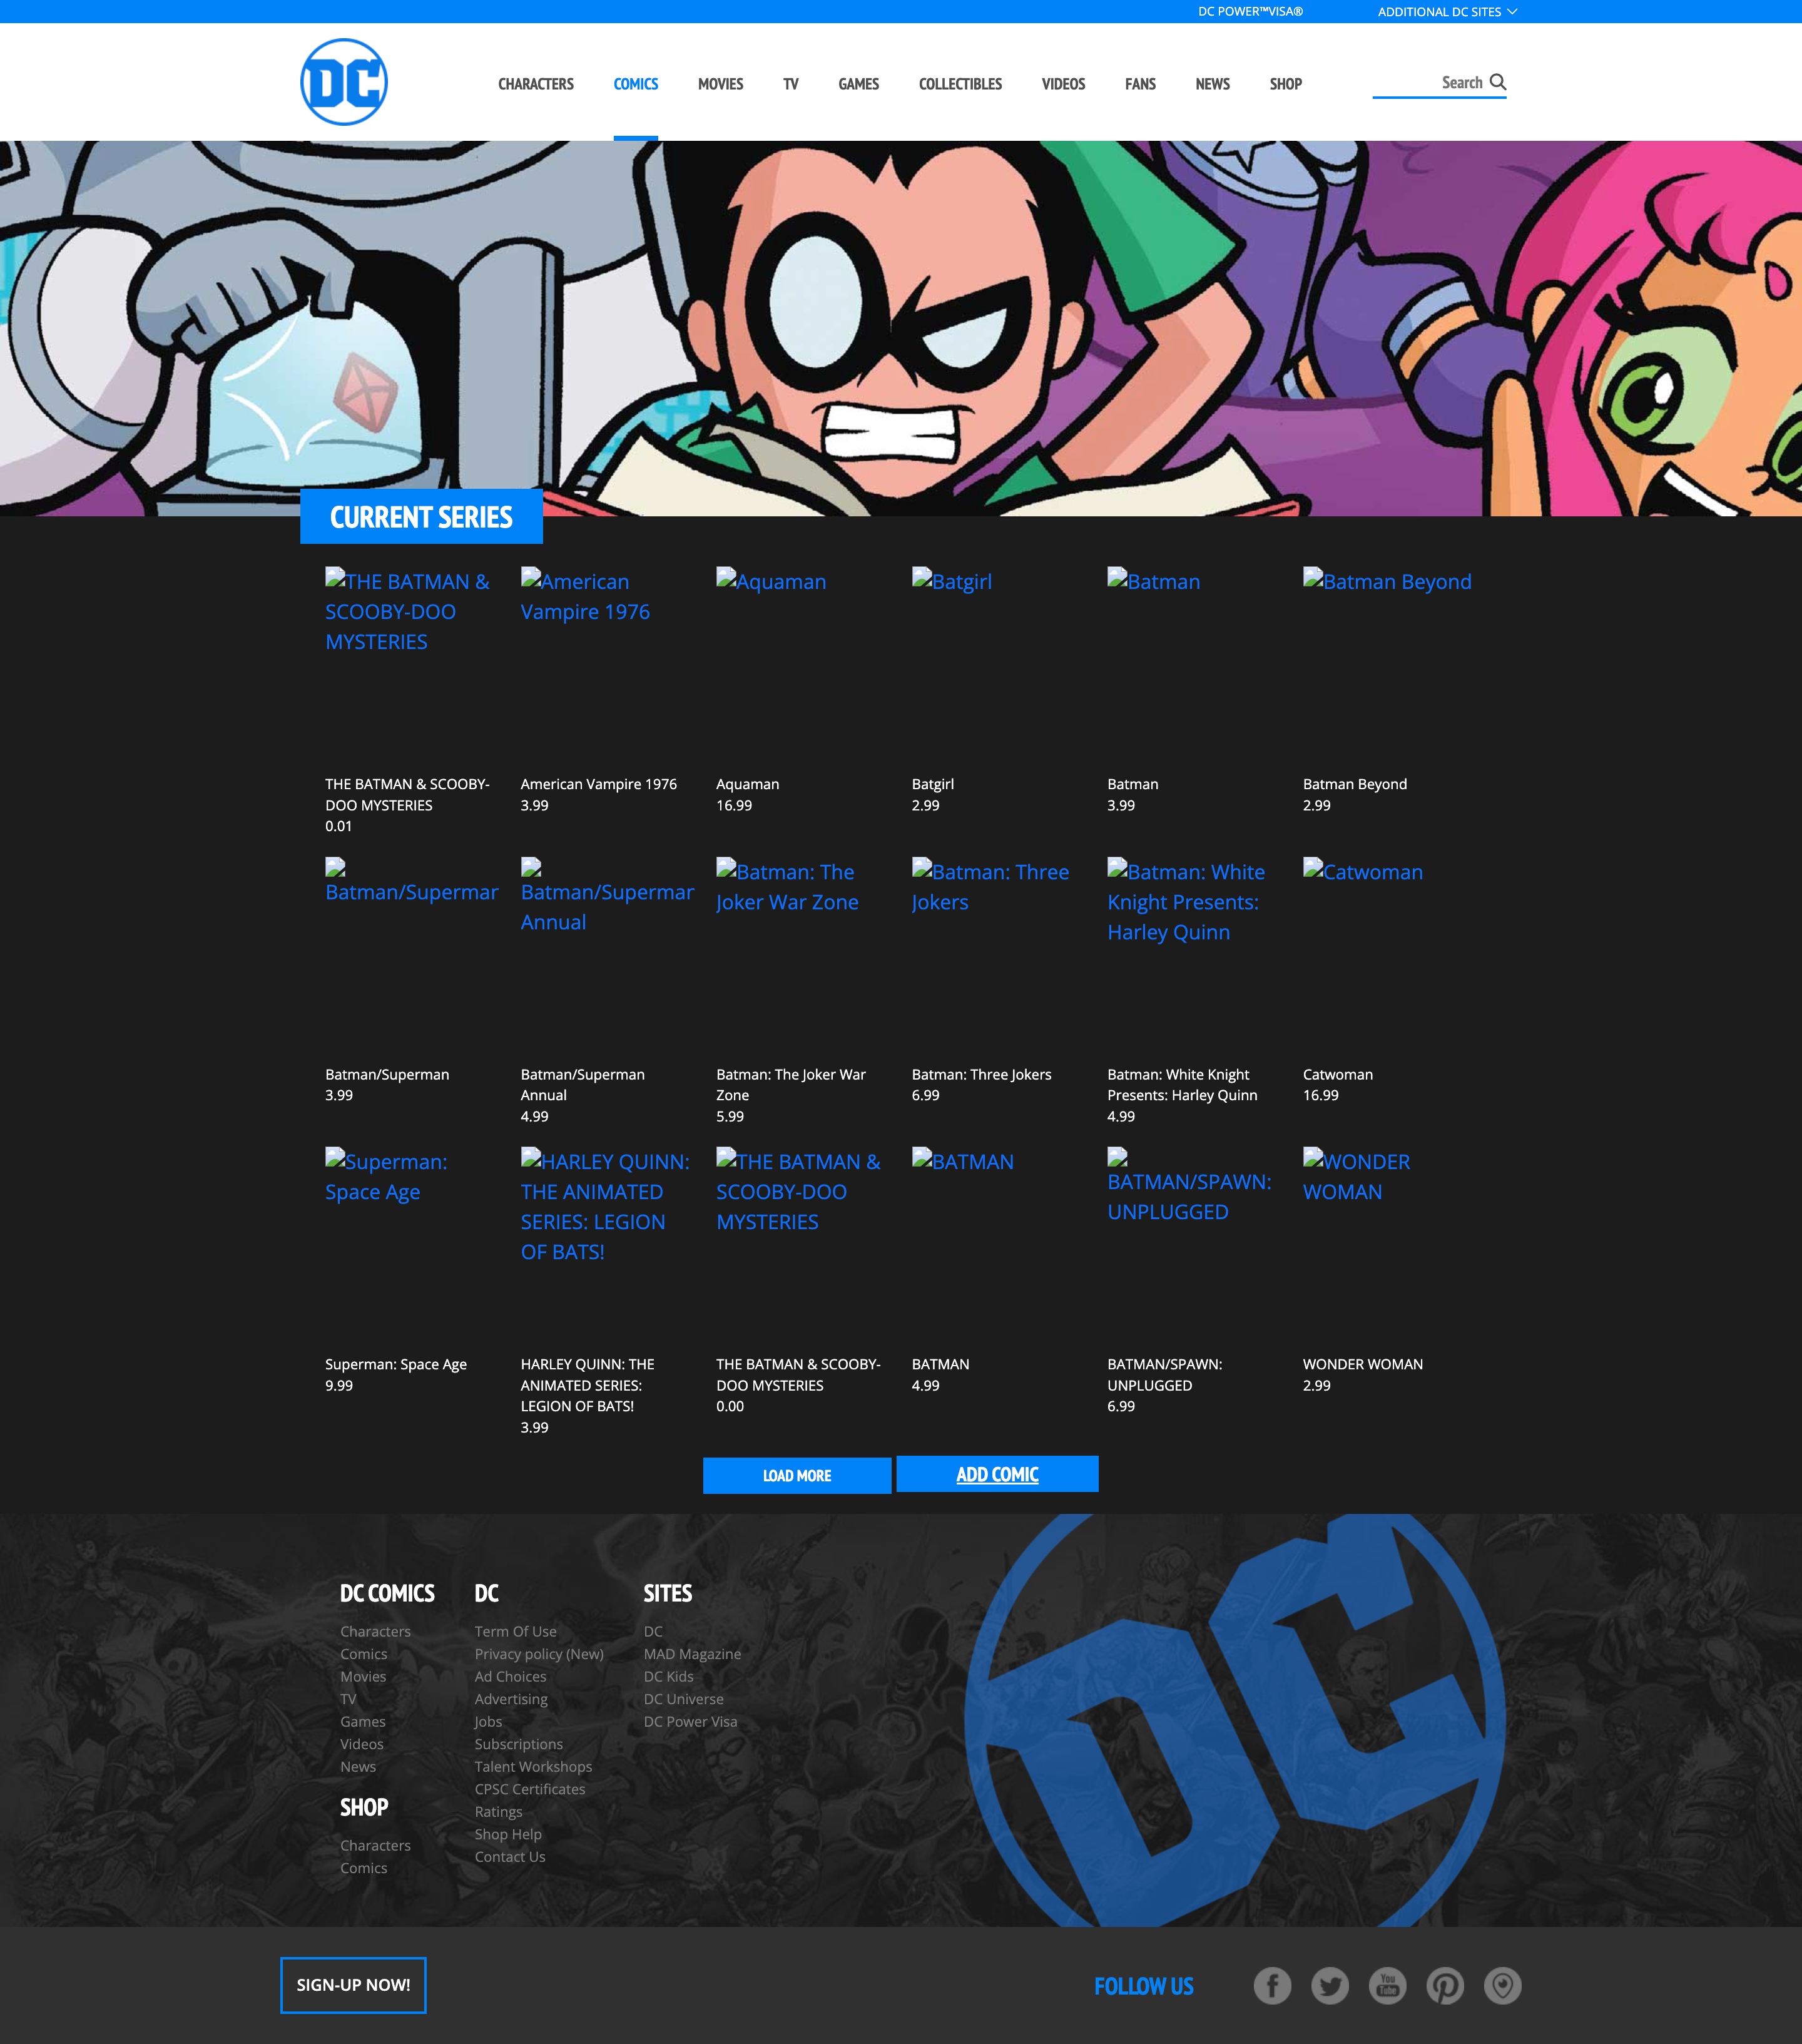 DC POWER™VISA®
ADDITIONAL DC SITES
DC
CHARACTERS
COMICS
MOVIES
TV
GAMES
COLLECTIBLES
VIDEOS
FANS
NEWS
SHOP
Search
CURRENT SERIES
THE BATMAN &
SCOOBY-DOO
MYSTERIES
American
Vampire 1976
Aquaman
Batgirl
Batman
Batman Beyond
THE BATMAN & SCOOBY-
DOO MYSTERIES
0.01
American Vampire 1976
3.99
Aquaman
16.99
Batgirl
2.99
Batman
3.99
Batman Beyond
2.99
Batman/Superman
Batman/Superman
Annual
Batman: The
Joker War Zone
Batman: Three
Jokers
Batman: White
Knight Presents:
Harley Quinn
Catwoman
Batman/Superman
3.99
Batman/Superman
Annual
4.99
Batman: The Joker War
Zone
5.99
Batman: Three Jokers
6.99
Batman: White Knight
Presents: Harley Quinn
4.99
Catwoman
16.99
Superman:
Space Age
HARLEY QUINN:
THE ANIMATED
SERIES: LEGION
OF BATS!
THE BATMAN &
SCOOBY-DOO
MYSTERIES
BATMAN
BATMAN/SPAWN:
UNPLUGGED
WONDER
WOMAN
Superman: Space Age
9.99
HARLEY QUINN: THE
ANIMATED SERIES:
LEGION OF BATS!
3.99
THE BATMAN & SCOOBY-
DOO MYSTERIES
0.00
BATMAN
4.99
BATMAN/SPAWN:
UNPLUGGED
6.99
WONDER WOMAN
2.99
LOAD MORE
ADD COMIC
DC COMICS
Characters
Comics
Movies
TV
Games
Videos
News
SHOP
Characters
Comics
DC
Term Of Use
Privacy policy (New)
Ad Choices
Advertising
Jobs
Subscriptions
Talent Workshops
CPSC Certificates
Ratings
Shop Help
Contact Us
SITES
DC
MAD Magazine
DC Kids
DC Universe
DC Power Visa
DC
SIGN-UP NOW!
FOLLOW US
You
Tube